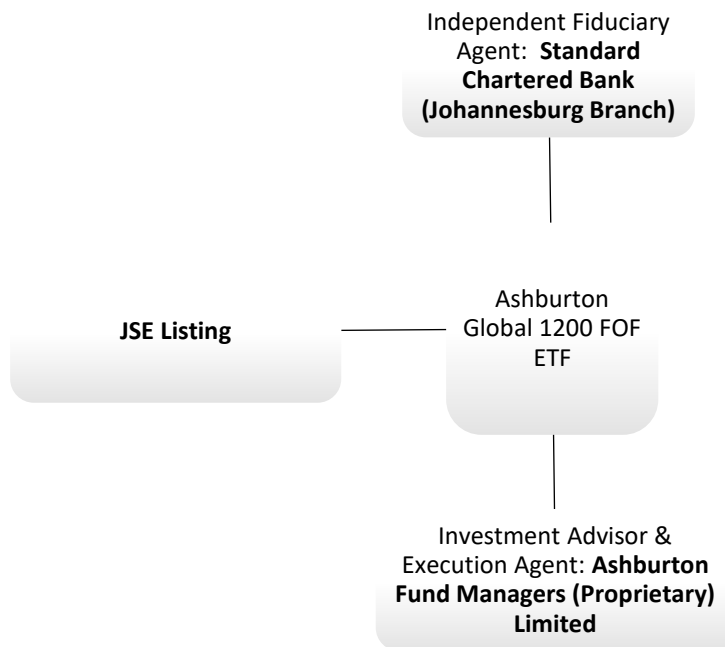 Independent Fiduciary
Agent: Standard
Chartered Bank
(Johannesburg Branch)
JSE Listing
Ashburton
Global 1200 FOF
ETF
Investment Advisor &
Execution Agent: Ashburton
Fund Managers (Proprietary)
Limited